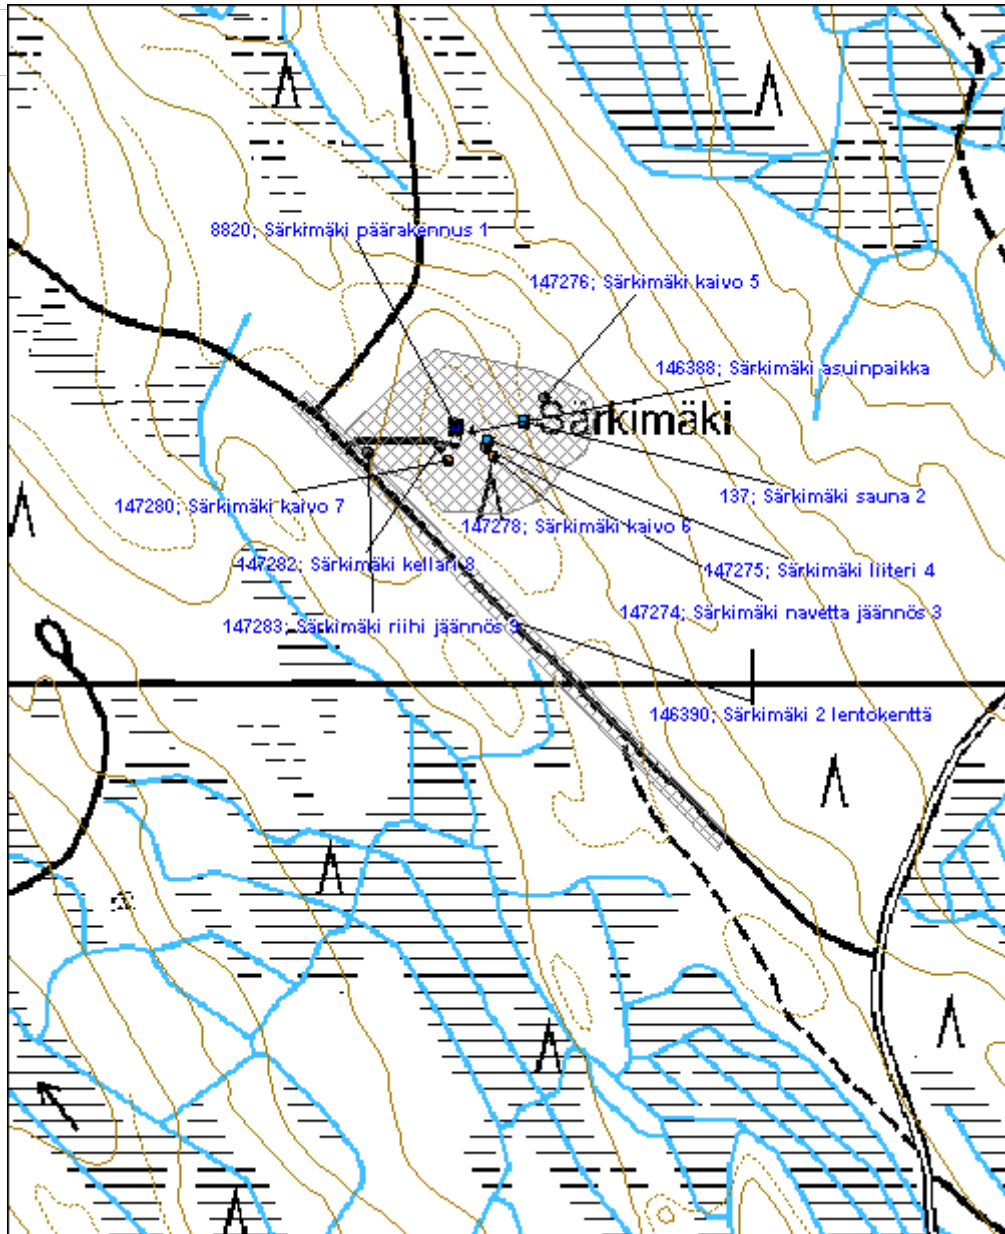 8820; Särkimäki päärakennus 1
147276; Särkimäki kaivo 5
146388; Särkimäki asuinpaikka
Särkimäki
137; Särkimäki sauna 2
147280; Särkimäki kaivo 7
147278; Särkimäki kaivo 6
147282; Särkimäki kellari 8
147275; Särkimäki liiteri 4
147274; Särkimäki navetta jäännös 3
147283; Särkimäki riihi jäännös 9
146390; Särkimäki 2 lentokenttä